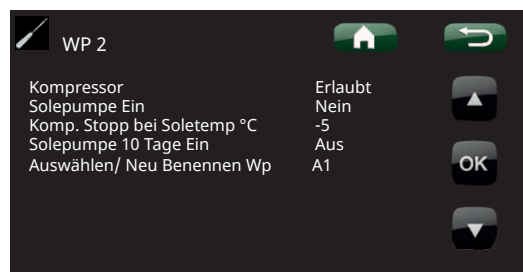 WP 2
Kompressor Erlaubt
Solepumpe Ein Nein
Komp. Stopp bei Soletemp °C -5
Solepumpe 10 Tage Ein Aus
Auswählen/ Neu Benennen Wp A1
OK